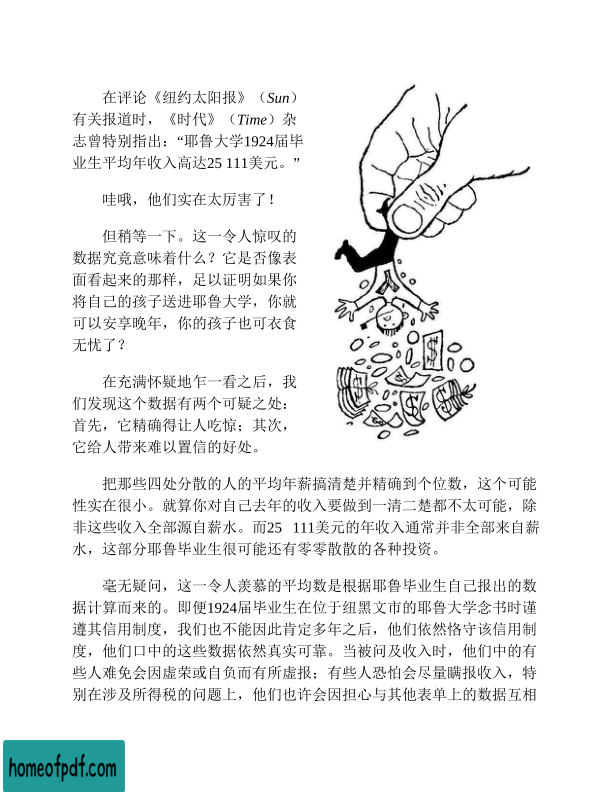 在评论《纽约太阳报》（Sun）
有关报道时，《时代》（Time）杂
志曾特别指出：“耶鲁大学1924届毕
业生平均年收入高达25 111美元。”
哇哦，他们实在太厉害了！
但稍等一下。这一令人惊叹的
数据究竟意味着什么？它是否像表
面看起来的那样，足以证明如果你
将自己的孩子送进耶鲁大学，你就
可以安享晚年，你的孩子也可衣食
无忧了？
在充满怀疑地乍一看之后，我
们发现这个数据有两个可疑之处：
首先，它精确得让人吃惊；其次，
它给人带来难以置信的好处。
把那些四处分散的人的平均年薪搞清楚并精确到个位数，这个可能
性实在很小。就算你对自己去年的收入要做到一清二楚都不太可能，除
非这些收入全部源自薪水。而25 111美元的年收入通常并非全部来自薪
水，这部分耶鲁毕业生很可能还有零零散散的各种投资。
毫无疑问，这一令人羡慕的平均数是根据耶鲁毕业生自己报出的数
据计算而来的。即便1924届毕业生在位于纽黑文市的耶鲁大学念书时谨
遵其信用制度，我们也不能因此肯定多年之后，他们依然恪守该信用制
度，他们口中的这些数据依然真实可靠。当被问及收入时，他们中的有
些人难免会因虚荣或自负而有所虚报；有些人恐怕会尽量瞒报收入，特
别在涉及所得税的问题上，他们也许会因担心与其他表单上的数据互相
homeofpdf.com